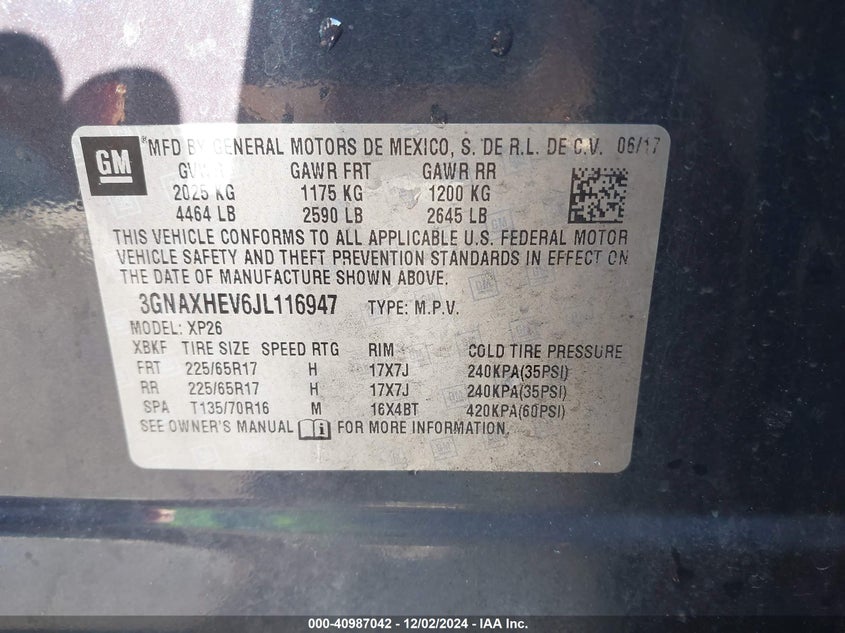 GM
®MFD BY GENERAL MOTORS DE MEXICO, S. DE R.L. DE C.V. 06/17
GVWR GAWR FRT GAWR RR
2025 KG 1175 KG 1200 KG
4464 LB 2590 LB 2645 LB
THIS VEHICLE CONFORMS TO ALL APPLICABLE U.S. FEDERAL MOTOR
VEHICLE SAFETY AND THEFT PREVENTION STANDARDS IN EFFECT ON
THE DATE OF MANUFACTURE SHOWN ABOVE.
3GNAXHEV6JL116947 TYPE: M.P.V.
MODEL: XP26
XBKF TIRE SIZE SPEED RTG RIM COLD TIRE PRESSURE
FRT 225/65R17 H 17X7J 240KPA(35PSI)
RR 225/65R17 H 17X7J 240KPA(35PSI)
SPA T135/70R16 M 16X4BT 420KPA(60PSI)
SEE OWNER'S MANUAL FOR MORE INFORMATION.
000-40987042 - 12/02/2024 - IAA Inc.